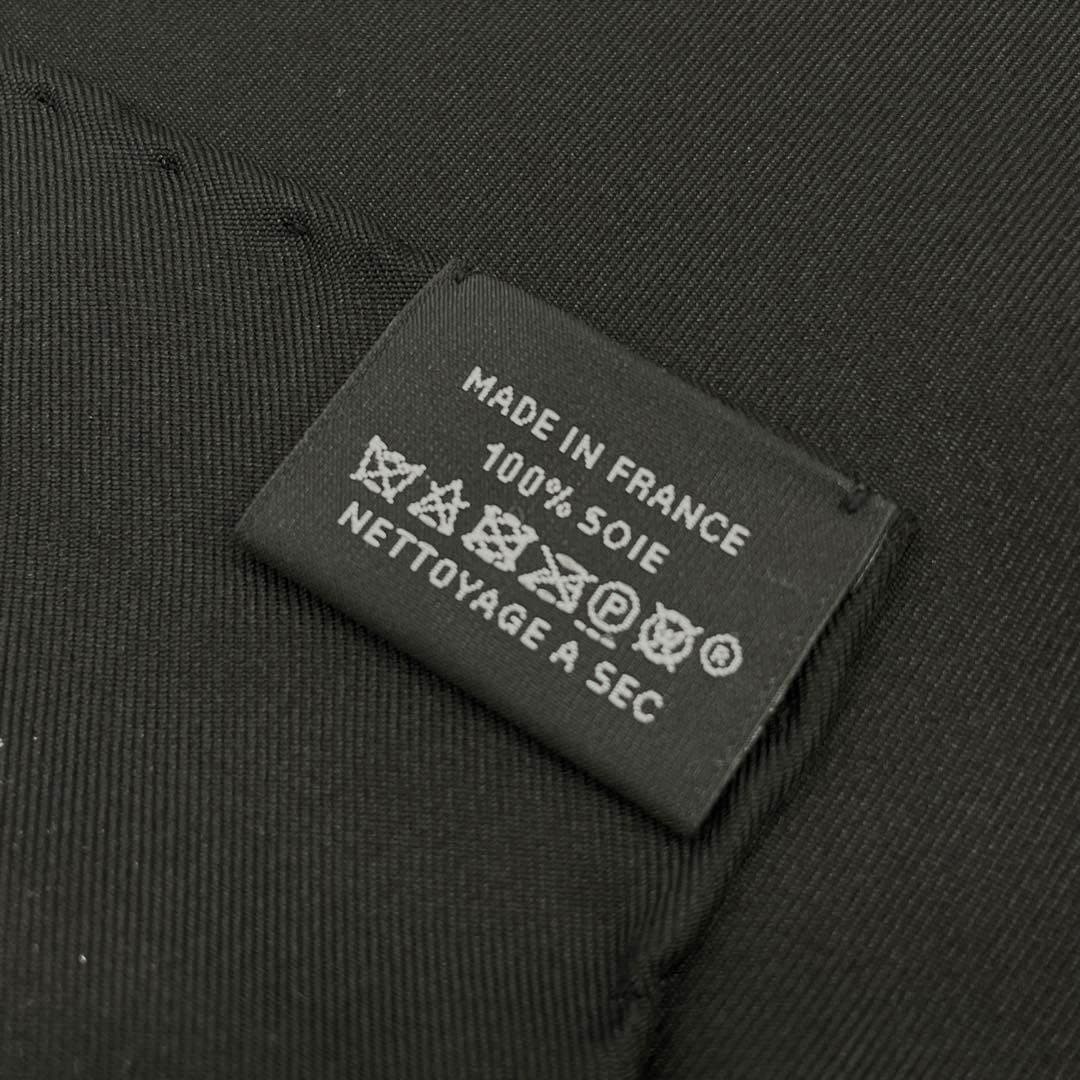 MADE IN FRANCE
100% SOIE
P W ®
NETTOYAGE A SEC